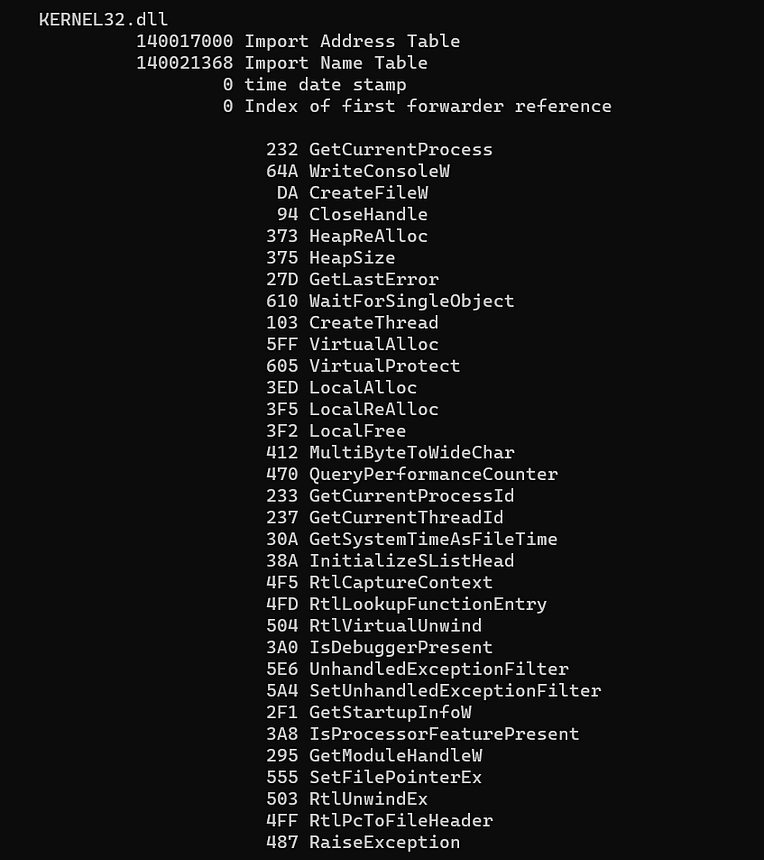 KERNEL32.dll
140017000 Import Address Table
140021368 Import Name Table
0 time date stamp
0 Index of first forwarder reference
232 GetCurrentProcess
64A WriteConsoleW
DA CreateFileW
94 CloseHandle
373 HeapReAlloc
375 HeapSize
27D GetLastError
610 WaitForSingleObject
103 CreateThread
5FF VirtualAlloc
605 VirtualProtect
3ED LocalAlloc
3F5 LocalReAlloc
3F2 LocalFree
412 MultiByteToWideChar
470 QueryPerformanceCounter
233 GetCurrentProcessId
237 GetCurrentThreadId
30A GetSystemTimeAsFileTime
38A InitializeSListHead
4F5 RtlCaptureContext
4FD RtlLookupFunctionEntry
504 RtlVirtualUnwind
3A0 IsDebuggerPresent
5E6 UnhandledExceptionFilter
5A4 SetUnhandledExceptionFilter
2F1 GetStartupInfoW
3A8 IsProcessorFeaturePresent
295 GetModuleHandleW
555 SetFilePointerEx
503 RtlUnwindEx
4FF RtlPcToFileHeader
487 RaiseException